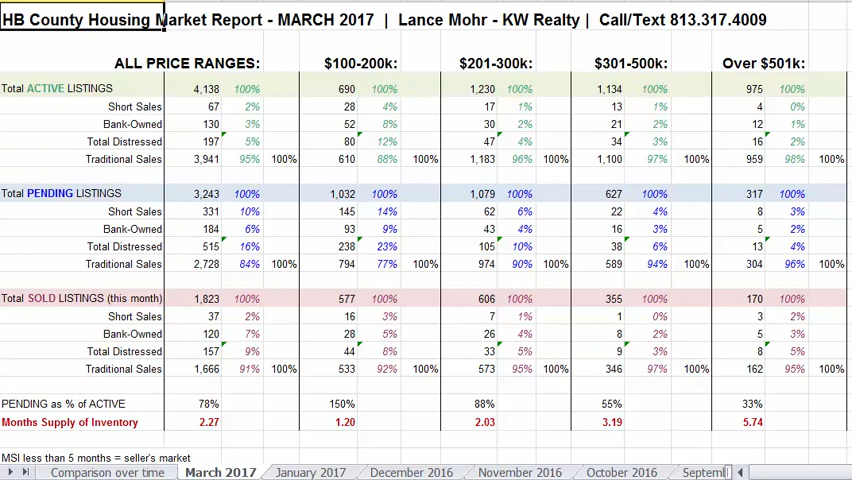 HB County Housing Market Report - MARCH 2017 | Lance Mohr - KW Realty | Call/Text 813.317.4009
ALL PRICE RANGES: $100-200k: $201-300k: $301-500k: Over $501k:
Total ACTIVE LISTINGS 4,138 100% 690 100% 1,230 100% 1,134 100% 975 100%
Short Sales 67 2% 28 4% 17 1% 13 1% 4 0%
Bank-Owned 130 3% 52 8% 30 2% 21 2% 12 1%
Total Distressed 197 5% 80 12% 47 4% 34 3% 16 2%
Traditional Sales 3,941 95% 100% 610 88% 100% 1,183 96% 100% 1,100 97% 100% 959 98% 100%
Total PENDING LISTINGS 3,243 100% 1,032 100% 1,079 100% 627 100% 317 100%
Short Sales 331 10% 145 14% 62 6% 22 4% 8 3%
Bank-Owned 184 6% 93 9% 43 4% 16 3% 5 2%
Total Distressed 515 16% 238 23% 105 10% 38 6% 13 4%
Traditional Sales 2,728 84% 100% 794 77% 100% 974 90% 100% 589 94% 100% 304 96% 100%
Total SOLD LISTINGS (this month) 1,823 100% 577 100% 606 100% 355 100% 170 100%
Short Sales 37 2% 16 3% 7 1% 1 0% 3 2%
Bank-Owned 120 7% 28 5% 26 4% 8 2% 5 3%
Total Distressed 157 9% 44 8% 33 5% 9 3% 8 5%
Traditional Sales 1,666 91% 100% 533 92% 100% 573 95% 100% 346 97% 100% 162 95% 100%
PENDING as % of ACTIVE 78% 150% 88% 55% 33%
Months Supply of Inventory 2.27 1.20 2.03 3.19 5.74
MSI less than 5 months = seller's market
Comparison over time March 2017 January 2017 December 2016 November 2016 October 2016 Septemb